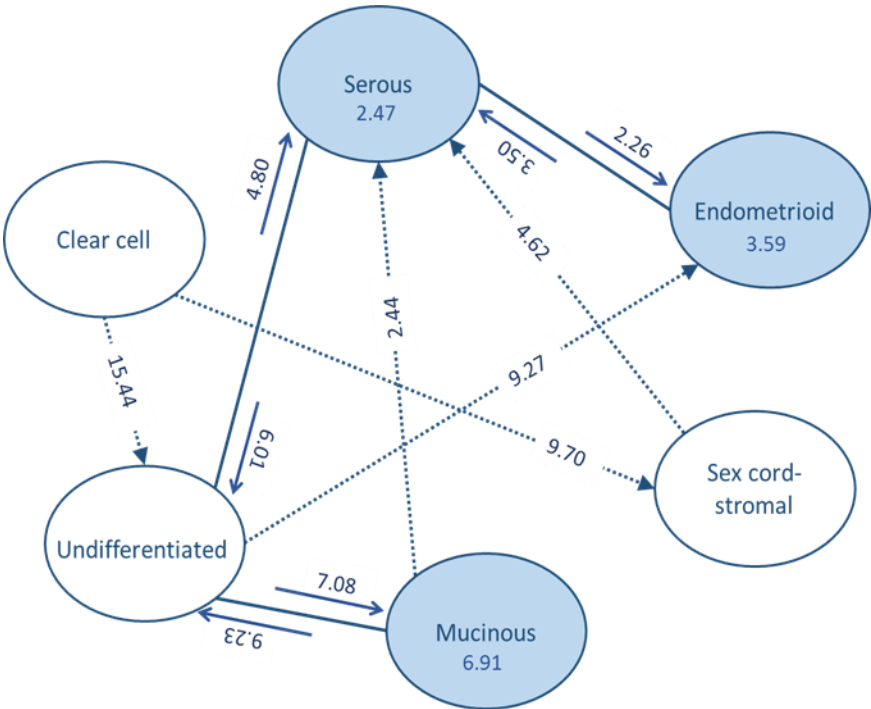 Serous
2.47
2.26
3.50
4.80
Endometrioid
3.59
Clear cell
4.62
2.44
15.44
9.27
9.70
6.01
Sex cord-
stromal
Undifferentiated
7.08
9.23
Mucinous
6.91